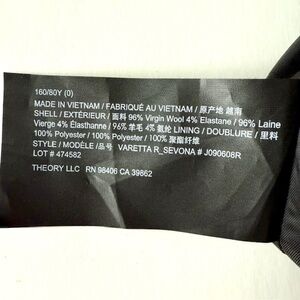 160/80Y (0)
MADE IN VIETNAM / FABRIQUÉ AU VIETNAM / 原产地 越南
SHELL / EXTÉRIEUR / 面料 96% Virgin Wool 4% Elastane / 96% Laine
Vierge 4% Élasthanne / 96% 羊毛 4% 氨纶 LINING / DOUBLURE / 里料
100% Polyester / 100% Polyester / 100% 聚酯纤维
STYLE / MODÈLE /品号 VARETTA R_SEVONA # J090608R
LOT # 474582
THEORY LLC RN 98406 CA 39862